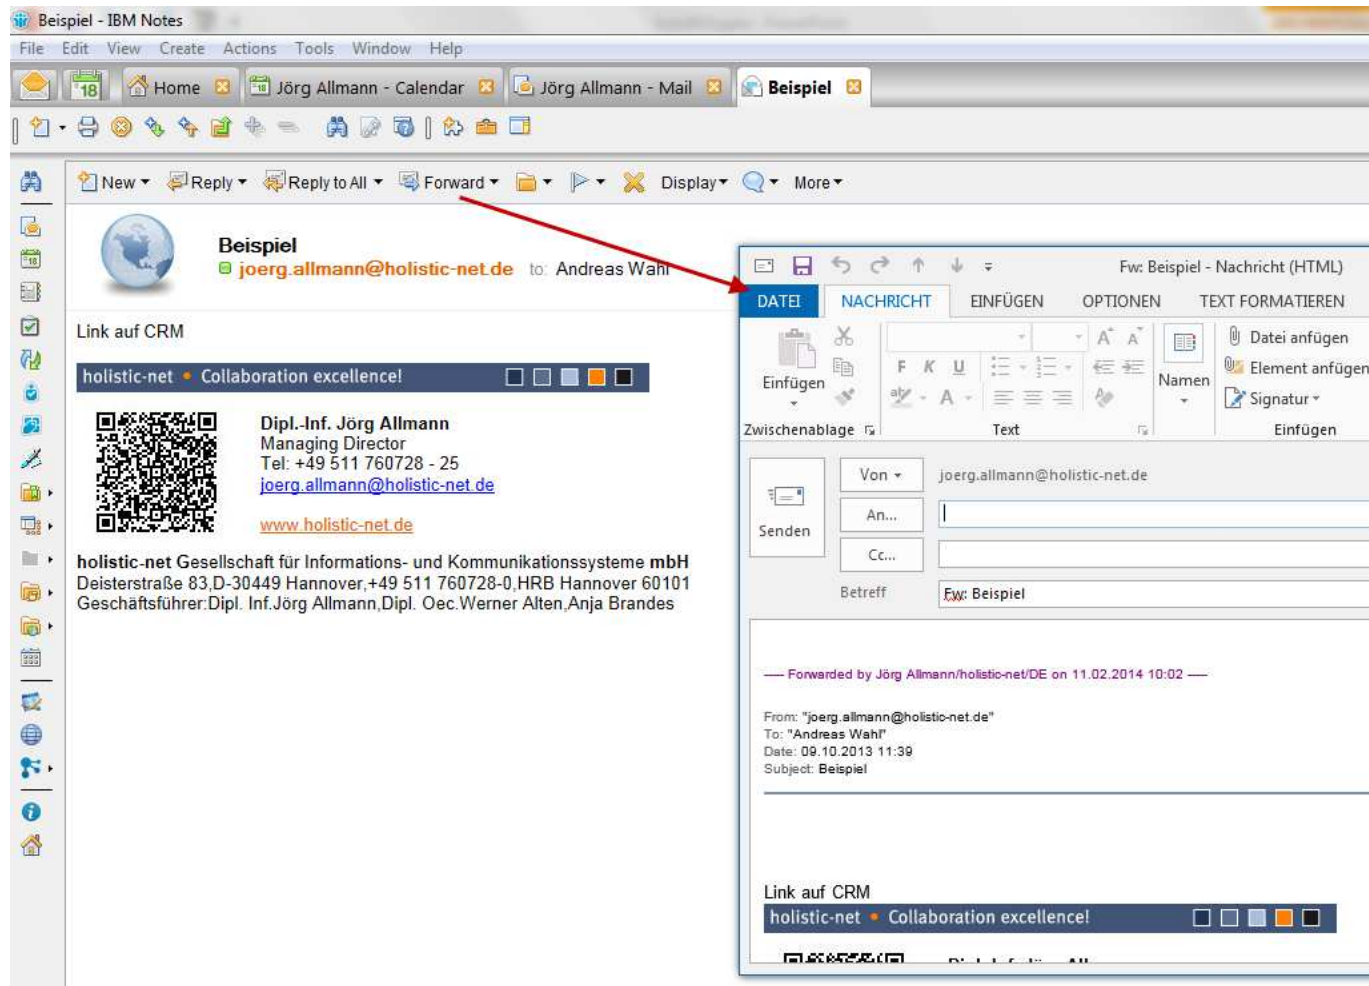 Beispiel - IBM Notes
File Edit View Create Actions Tools Window Help
18 Home Jörg Allmann - Calendar Jörg Allmann - Mail Beispiel
New Reply Reply to All Forward Display More
Beispiel
joerg.allmann@holistic-net.de to: Andreas Wahl
Link auf CRM
holistic-net • Collaboration excellence!
Dipl.-Inf. Jörg Allmann
Managing Director
Tel: +49 511 760728 - 25
joerg.allmann@holistic-net.de
www.holistic-net.de
holistic-net Gesellschaft für Informations- und Kommunikationssysteme mbH
Deisterstraße 83,D-30449 Hannover,+49 511 760728-0,HRB Hannover 60101
Geschäftsführer:Dipl. Inf.Jörg Allmann,Dipl. Oec.Werner Alten,Anja Brandes
Fw: Beispiel - Nachricht (HTML)
DATEI NACHRICHT EINFÜGEN OPTIONEN TEXT FORMATIEREN
Einfügen
F K U
A A
aby A
Namen
Datei anfügen
Element anfügen
Signatur
Zwischenablage Text Einfügen
Senden
Von joerg.allmann@holistic-net.de
An...
Cc...
Betreff Fw: Beispiel
---- Forwarded by Jörg Allmann/holistic-net/DE on 11.02.2014 10:02 ----
From: "joerg.allmann@holistic-net.de"
To: "Andreas Wahl"
Date: 09.10.2013 11:39
Subject: Beispiel
Link auf CRM
holistic-net • Collaboration excellence!